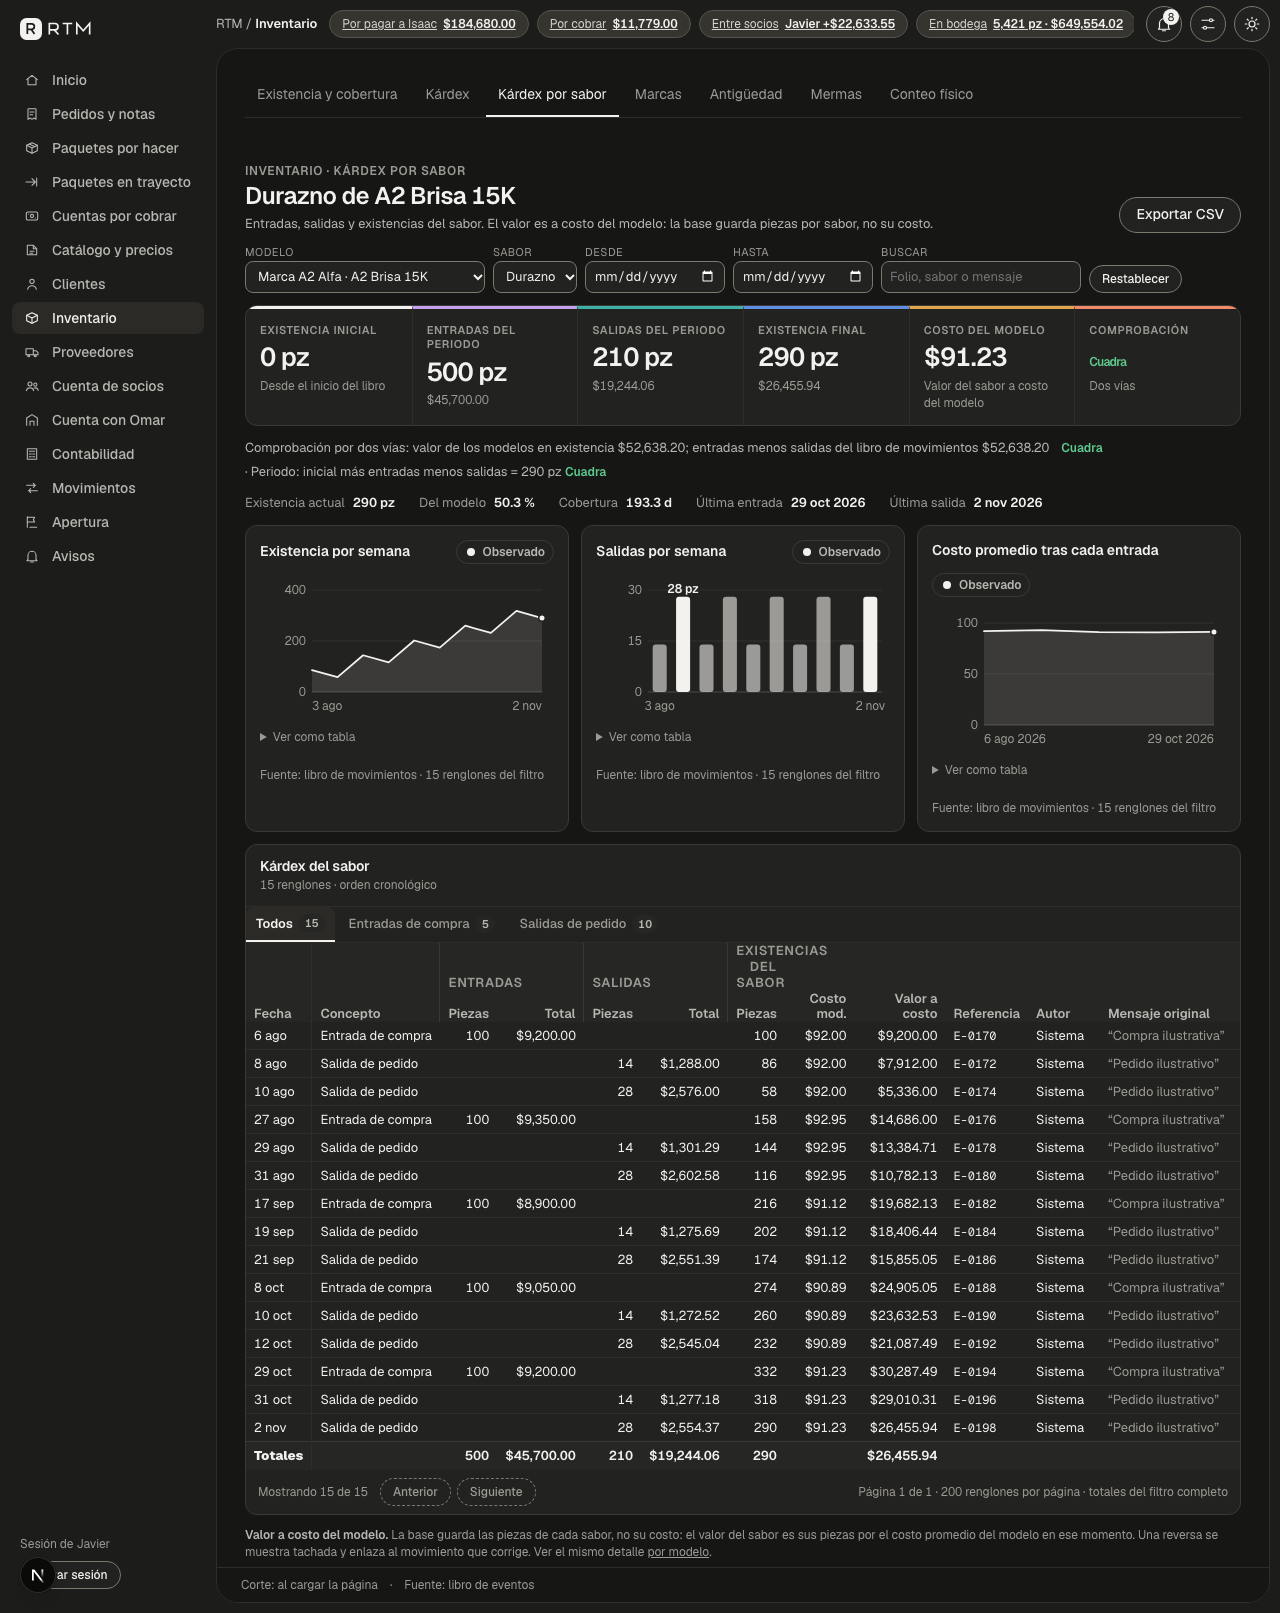 R RTM
RTM / Inventario
Por pagar a Isaac $184,680.00
Por cobrar $11,779.00
Entre socios Javier +$22,633.55
En bodega 5,421 pz · $649,554.02
8
Inicio
Pedidos y notas
Paquetes por hacer
Paquetes en trayecto
Cuentas por cobrar
Catálogo y precios
Clientes
Inventario
Proveedores
Cuenta de socios
Cuenta con Omar
Contabilidad
Movimientos
Apertura
Avisos
Sesión de Javier
N ar sesión
Existencia y cobertura Kárdex Kárdex por sabor Marcas Antigüedad Mermas Conteo físico
INVENTARIO · KÁRDEX POR SABOR
Durazno de A2 Brisa 15K
Entradas, salidas y existencias del sabor. El valor es a costo del modelo: la base guarda piezas por sabor, no su costo.
Exportar CSV
MODELO SABOR DESDE HASTA BUSCAR
Marca A2 Alfa · A2 Brisa 15K Durazno mm/dd/yyyy mm/dd/yyyy Folio, sabor o mensaje Restablecer
EXISTENCIA INICIAL
0 pz
Desde el inicio del libro
ENTRADAS DEL
PERIODO
500 pz
$45,700.00
SALIDAS DEL PERIODO
210 pz
$19,244.06
EXISTENCIA FINAL
290 pz
$26,455.94
COSTO DEL MODELO
$91.23
Valor del sabor a costo
del modelo
COMPROBACIÓN
Cuadra
Dos vías
Comprobación por dos vías: valor de los modelos en existencia $52,638.20; entradas menos salidas del libro de movimientos $52,638.20 Cuadra
· Periodo: inicial más entradas menos salidas = 290 pz Cuadra
Existencia actual 290 pz Del modelo 50.3 % Cobertura 193.3 d Última entrada 29 oct 2026 Última salida 2 nov 2026
Existencia por semana Observado
400
200
0
3 ago 2 nov
▶ Ver como tabla
Fuente: libro de movimientos · 15 renglones del filtro
Salidas por semana Observado
28 pz
30
15
0
3 ago 2 nov
▶ Ver como tabla
Fuente: libro de movimientos · 15 renglones del filtro
Costo promedio tras cada entrada
Observado
100
50
0
6 ago 2026 29 oct 2026
▶ Ver como tabla
Fuente: libro de movimientos · 15 renglones del filtro
Kárdex del sabor
15 renglones · orden cronológico
Todos 15 Entradas de compra 5 Salidas de pedido 10
ENTRADAS SALIDAS EXISTENCIAS DEL SABOR
Fecha Concepto Piezas Total Piezas Total Piezas Costo mod. Valor a costo Referencia Autor Mensaje original
6 ago Entrada de compra 100 $9,200.00 100 $92.00 $9,200.00 E-0170 Sistema “Compra ilustrativa”
8 ago Salida de pedido 14 $1,288.00 86 $92.00 $7,912.00 E-0172 Sistema “Pedido ilustrativo”
10 ago Salida de pedido 28 $2,576.00 58 $92.00 $5,336.00 E-0174 Sistema “Pedido ilustrativo”
27 ago Entrada de compra 100 $9,350.00 158 $92.95 $14,686.00 E-0176 Sistema “Compra ilustrativa”
29 ago Salida de pedido 14 $1,301.29 144 $92.95 $13,384.71 E-0178 Sistema “Pedido ilustrativo”
31 ago Salida de pedido 28 $2,602.58 116 $92.95 $10,782.13 E-0180 Sistema “Pedido ilustrativo”
17 sep Entrada de compra 100 $8,900.00 216 $91.12 $19,682.13 E-0182 Sistema “Compra ilustrativa”
19 sep Salida de pedido 14 $1,275.69 202 $91.12 $18,406.44 E-0184 Sistema “Pedido ilustrativo”
21 sep Salida de pedido 28 $2,551.39 174 $91.12 $15,855.05 E-0186 Sistema “Pedido ilustrativo”
8 oct Entrada de compra 100 $9,050.00 274 $90.89 $24,905.05 E-0188 Sistema “Compra ilustrativa”
10 oct Salida de pedido 14 $1,272.52 260 $90.89 $23,632.53 E-0190 Sistema “Pedido ilustrativo”
12 oct Salida de pedido 28 $2,545.04 232 $90.89 $21,087.49 E-0192 Sistema “Pedido ilustrativo”
29 oct Entrada de compra 100 $9,200.00 332 $91.23 $30,287.49 E-0194 Sistema “Compra ilustrativa”
31 oct Salida de pedido 14 $1,277.18 318 $91.23 $29,010.31 E-0196 Sistema “Pedido ilustrativo”
2 nov Salida de pedido 28 $2,554.37 290 $91.23 $26,455.94 E-0198 Sistema “Pedido ilustrativo”
Totales 500 $45,700.00 210 $19,244.06 290 $26,455.94
Mostrando 15 de 15 Anterior Siguiente Página 1 de 1 · 200 renglones por página · totales del filtro completo
Valor a costo del modelo. La base guarda las piezas de cada sabor, no su costo: el valor del sabor es sus piezas por el costo promedio del modelo en ese momento. Una reversa se
muestra tachada y enlaza al movimiento que corrige. Ver el mismo detalle por modelo.
Corte: al cargar la página · Fuente: libro de eventos